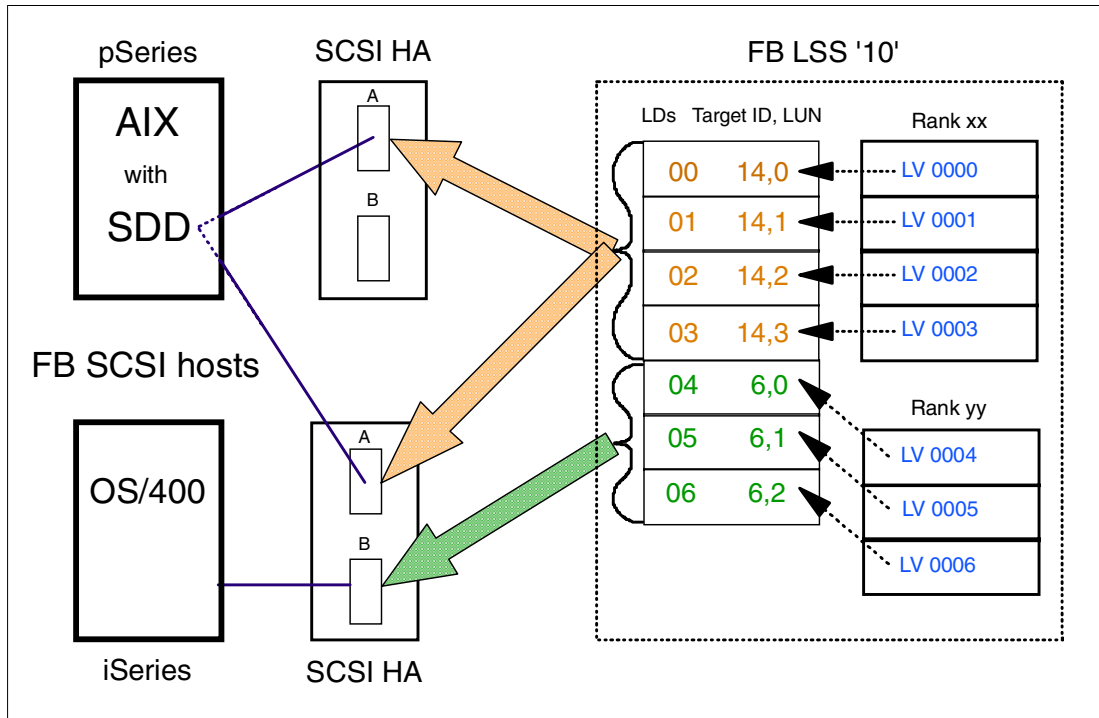 pSeries
AIX
with
SDD
FB SCSI hosts
OS/400
iSeries
SCSI HA
A
B
A
B
SCSI HA
FB LSS '10'
LDs Target ID, LUN
00 14,0
01 14,1
02 14,2
03 14,3
04 6,0
05 6,1
06 6,2
Rank xx
LV 0000
LV 0001
LV 0002
LV 0003
Rank yy
LV 0004
LV 0005
LV 0006